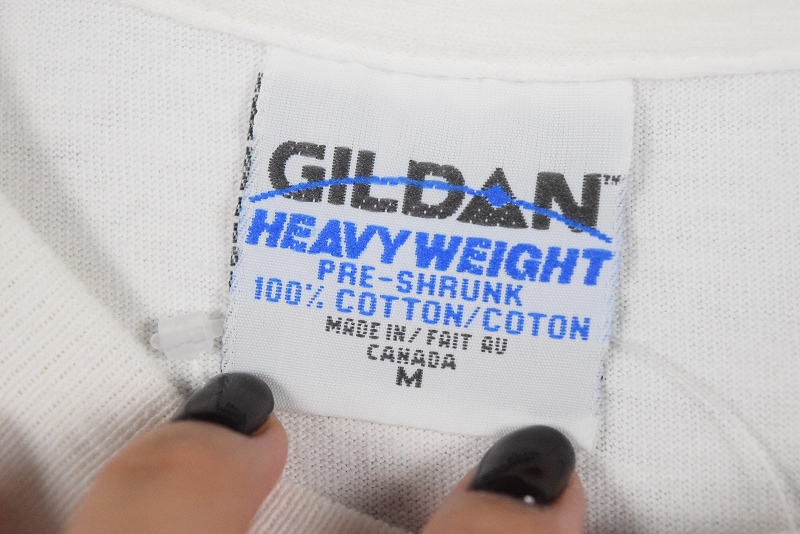 GILDAN™
HEAVYWEIGHT
PRE-SHRUNK
100% COTTON/COTON
MADE IN/FAIT AU
CANADA
M